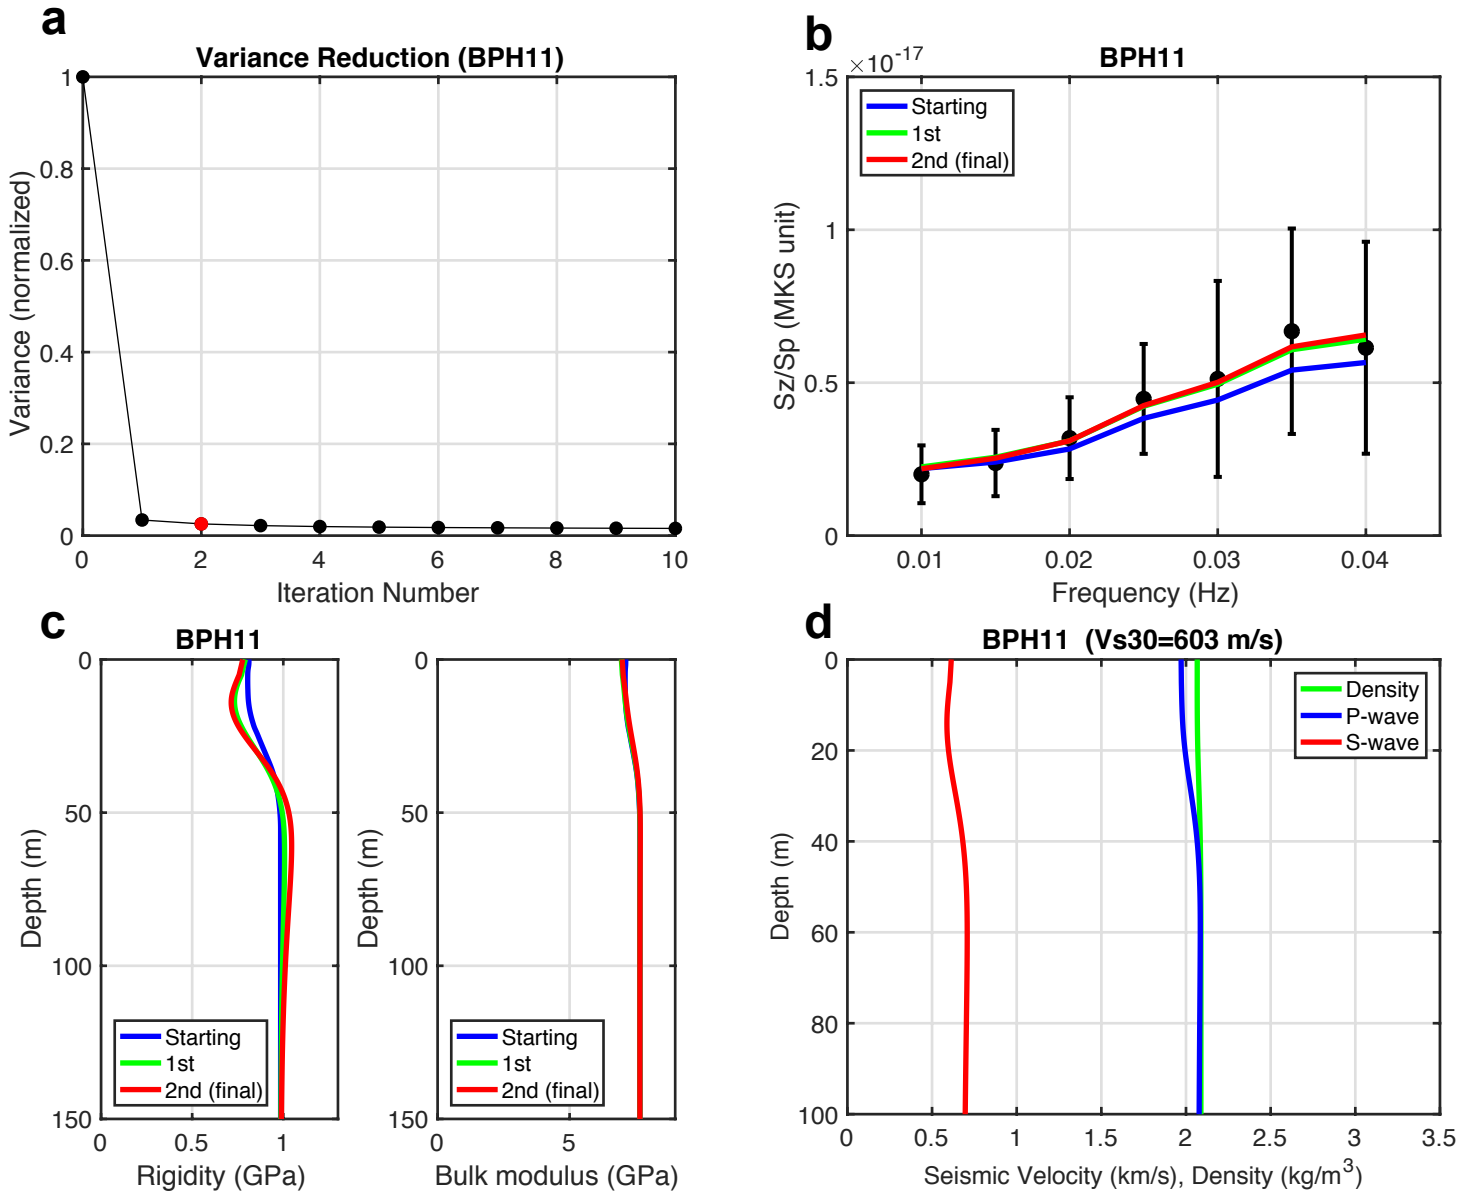 a
Variance Reduction (BPH11)
1
0.8
0.6
0.4
0.2
0
Variance (normalized)
0 2 4 6 8 10
Iteration Number
b
×10-17
BPH11
1.5
1
0.5
0
Sz/Sp (MKS unit)
Starting
1st
2nd (final)
0.01 0.02 0.03 0.04
Frequency (Hz)
c
BPH11
0
50
100
150
Depth (m)
Starting
1st
2nd (final)
0 0.5 1
Rigidity (GPa)
0
50
100
150
Depth (m)
Starting
1st
2nd (final)
0 5
Bulk modulus (GPa)
d
BPH11 (Vs30=603 m/s)
0
20
40
60
80
100
Depth (m)
Density
P-wave
S-wave
0 0.5 1 1.5 2 2.5 3 3.5
Seismic Velocity (km/s), Density (kg/m3)